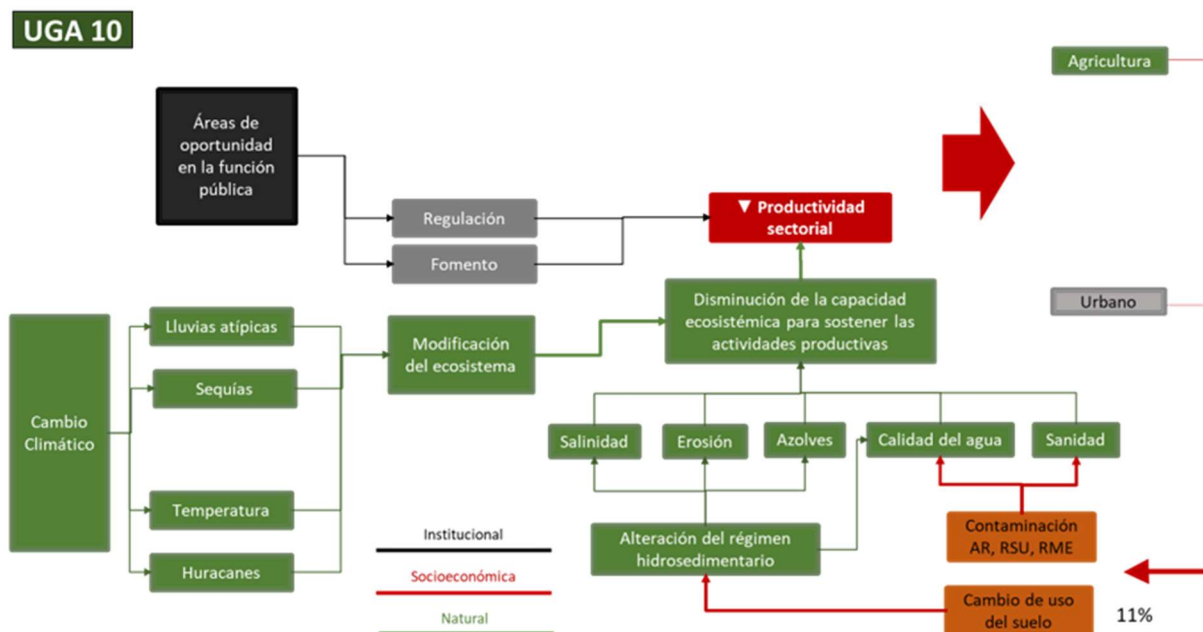 UGA 10
Agricultura
Áreas de
oportunidad
en la función
pública
Regulación
Fomento
▼ Productividad
sectorial
Urbano
Disminución de la capacidad
ecosistémica para sostener las
actividades productivas
Lluvias atípicas
Sequías
Modificación
del ecosistema
Cambio
Climático
Temperatura
Huracanes
Salinidad
Erosión
Azolves
Calidad del agua
Sanidad
Alteración del régimen
hidrosedimentario
Contaminación
AR, RSU, RME
Cambio de uso
del suelo
11%
Institucional
Socioeconómica
Natural